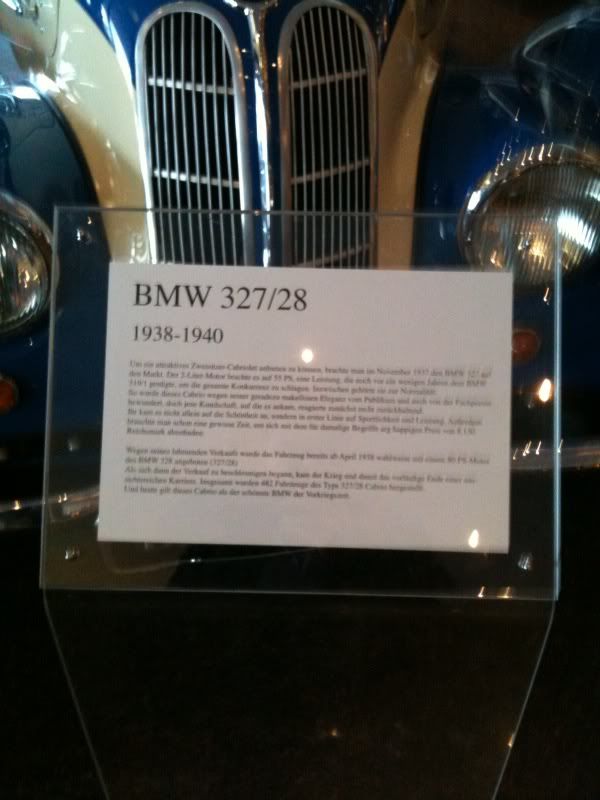 BMW 327/28
1938-1940
Um ein attraktives Zweisitzer-Cabriolet anbieten zu können, brachte man im November 1937 den BMW 327 auf
den Markt. Der 2-Liter-Motor brachte es auf 55 PS, eine Leistung, die noch vor ein wenigen Jahren dem BMW
genügte, um die gesamte Konkurrenz zu schlagen. Inzwischen gehörte sie zur Normalität.
So wurde dieses Cabrio wegen seiner geradezu makellosen Eleganz vom Publikum und auch von der Fachpresse
bewundert, doch jene Kundschaft, auf die es ankam, reagierte zunächst recht zurückhaltend.
Ihr kam es nicht allein auf die Schönheit an, sondern in erster Linie auf Sportlichkeit und Leistung. Außerdem
brauchte man schon eine gewisse Zeit, um sich mit dem für damalige Begriffe arg happigen Preis von
Reichsmark abzufinden.
Wegen seines lahmenden Verkaufs wurde das Fahrzeug bereits ab April 1938 wahlweise mit einem 80 PS-Motor
des BMW 328 angeboten (327/28)
Als sich dann der Verkauf zu beschleunigen begann, kam der Krieg und damit das vorläufige Ende einer
Karriere. Insgesamt wurden 482 Fahrzeuge des Typs 327/28 Cabrio hergestellt.
Und heute gilt dieses Cabrio als der schönste BMW der Vorkriegszeit.